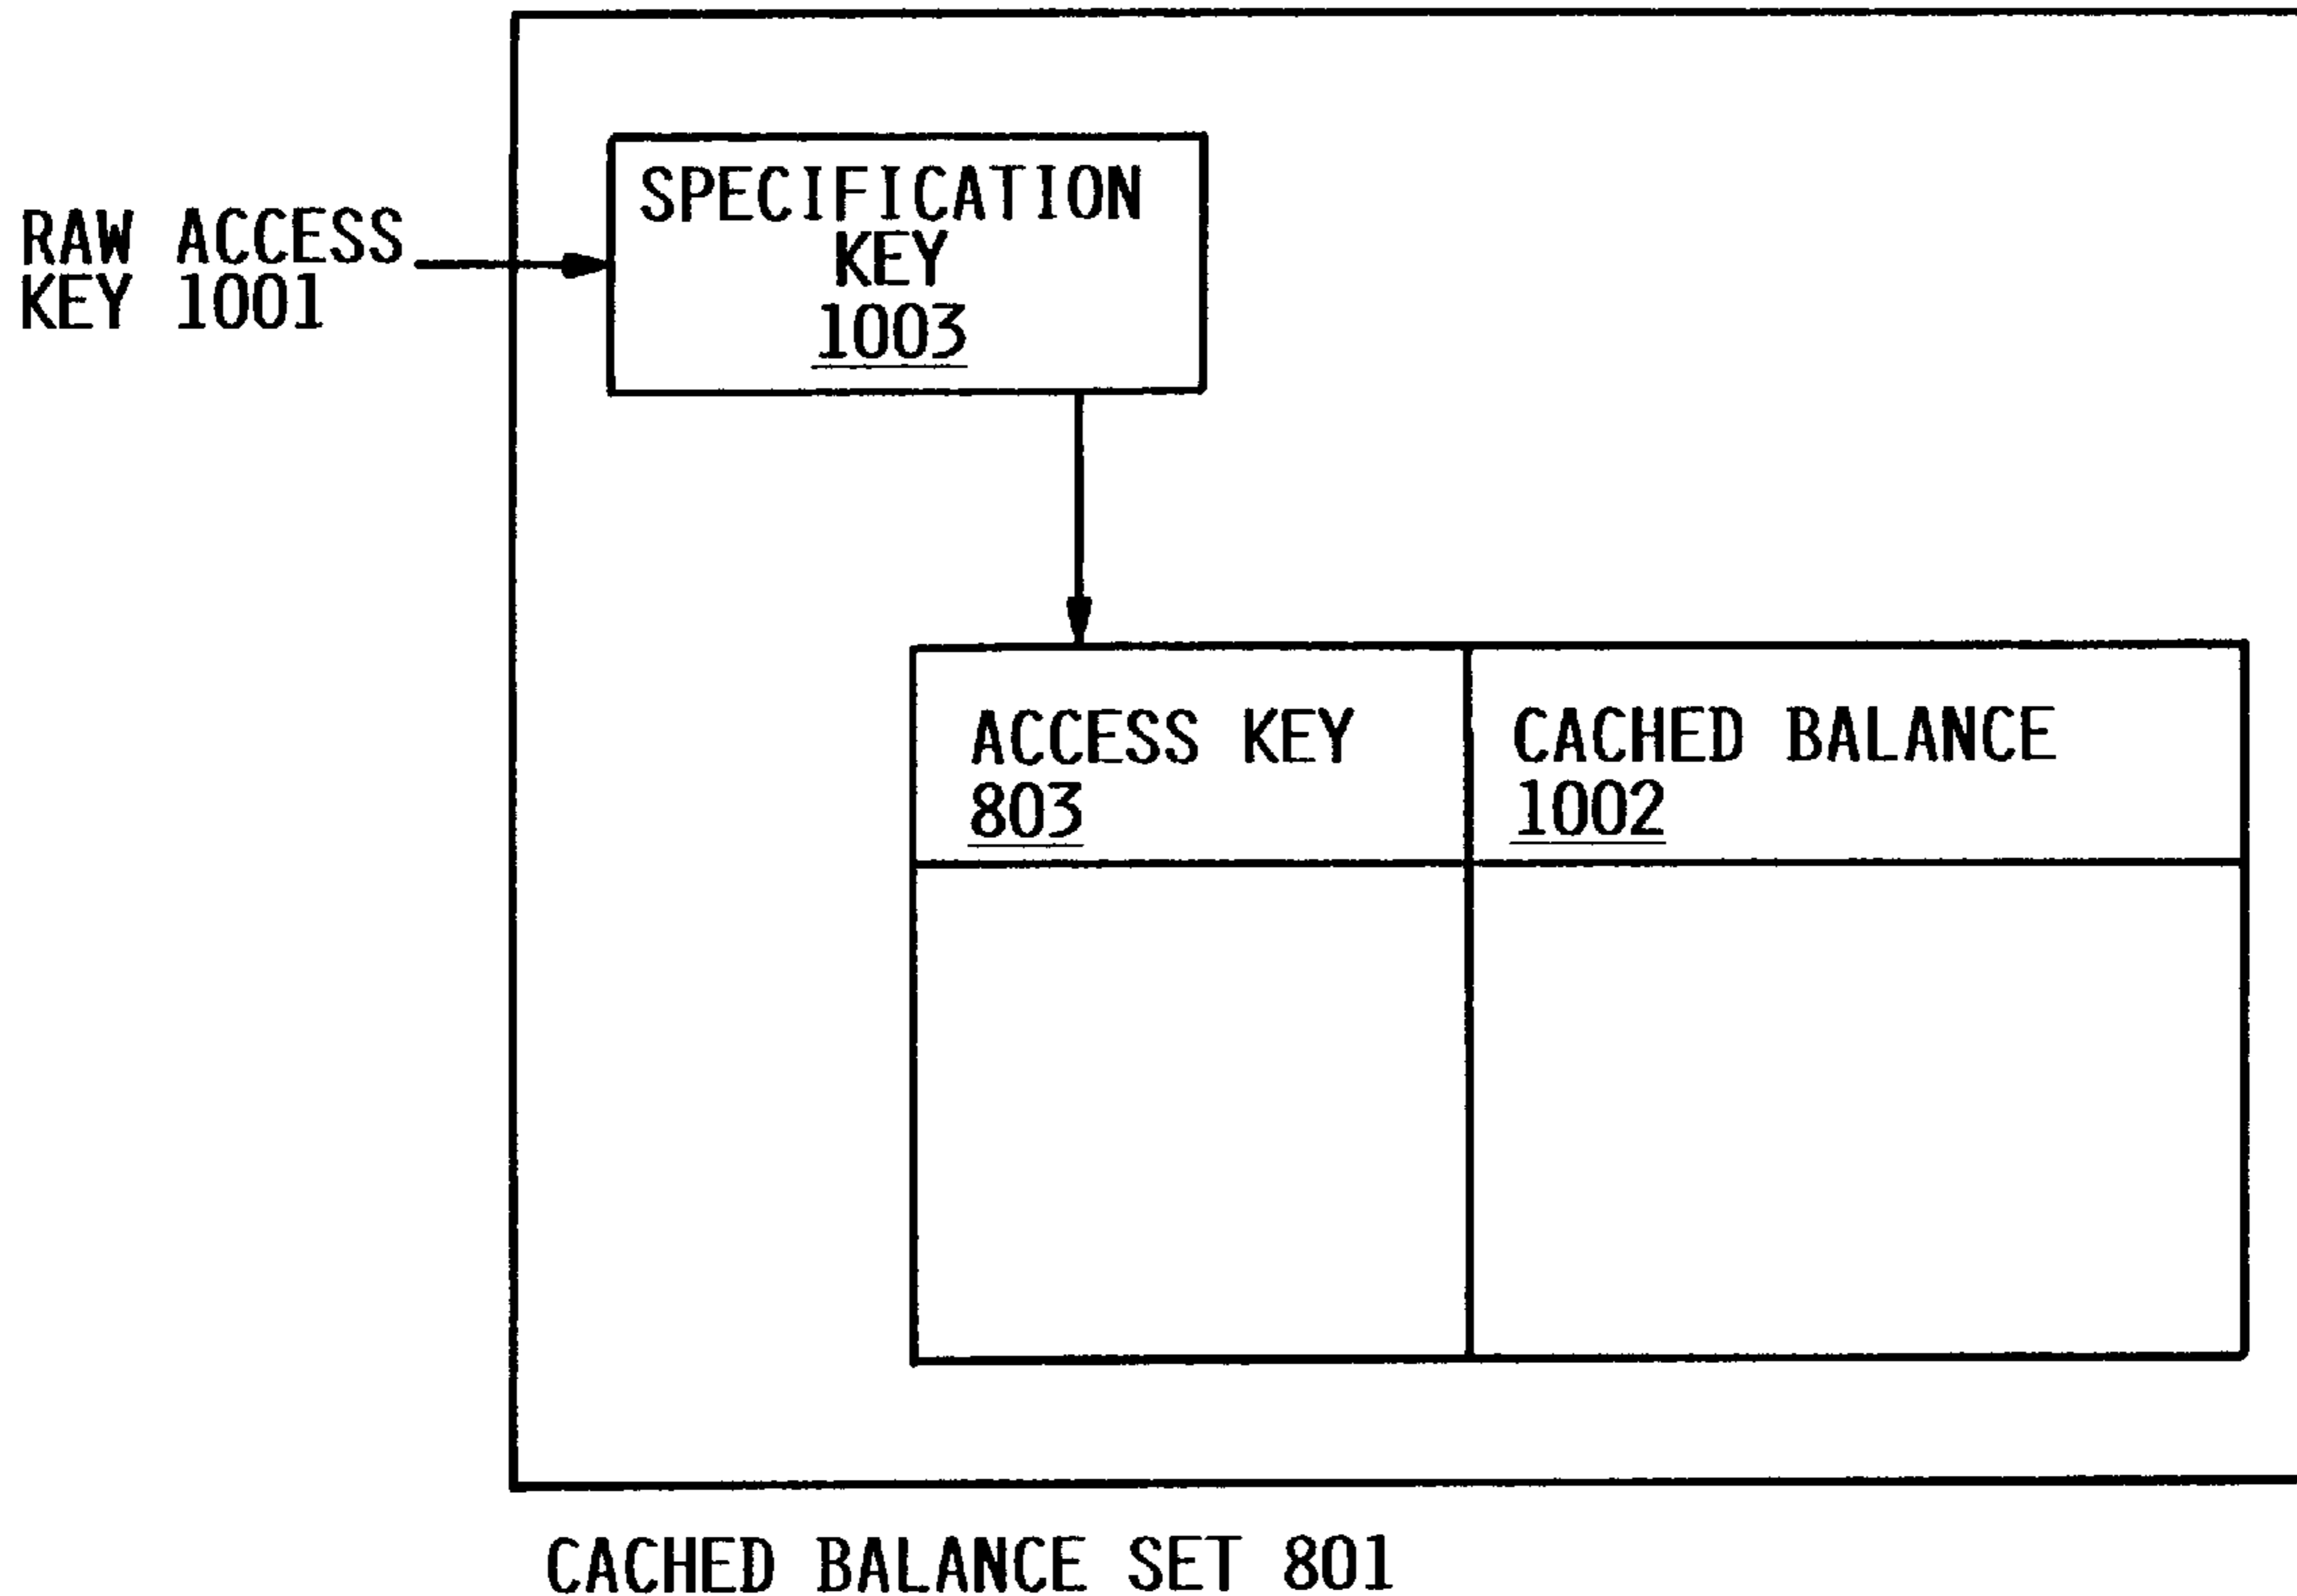 SPECIFICATION
KEY
1003
RAW ACCESS
KEY 1001
ACCESS KEY
803
CACHED BALANCE
1002
CACHED BALANCE SET 801